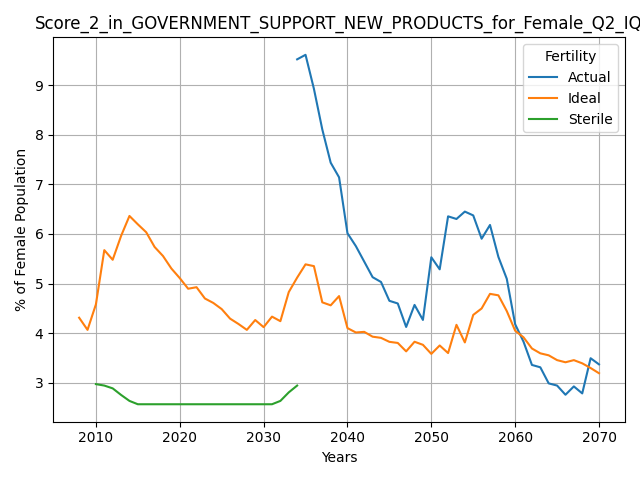 Score_2_in_GOVERNMENT_SUPPORT_NEW_PRODUCTS_for_Female_Q2_IQ
Fertility
Actual
Ideal
Sterile
% of Female Population
9
8
7
6
5
4
3
2010 2020 2030 2040 2050 2060 2070
Years